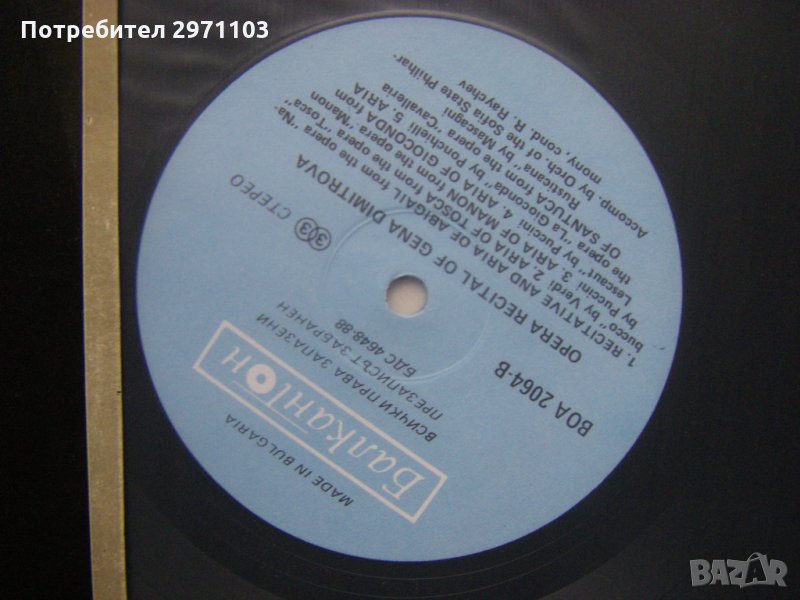 Потребител 2971103
MADE IN BULGARIA
Балкантон
ВСИЧКИ ПРАВА ЗАПАЗЕНИ
ПРЕЗАПИСЪТ ЗАБРАНЕН
БДС 4648-88
BOA 2064-B
33 СТЕРЕО
OPERA RECITAL OF GENA DIMITROVA
1. RECITATIVE AND ARIA OF ABIGAIL from the opera "Na-
bucco" by Verdi 2. ARIA OF TOSCA from the opera "Tosca"
by Puccini 3. ARIA OF MANON from the opera "Manon
Lescaut" by Puccini 4. ARIA OF GIOCONDA from
the opera "La Gioconda" by Ponchielli 5. ARIA
OF SANTUCA from the opera "Cavalleria
Rusticana" by Mascagni
Accomp. by Orch. of the Sofia State Philhar-
mony, cond. R. Raychev
BAZAR